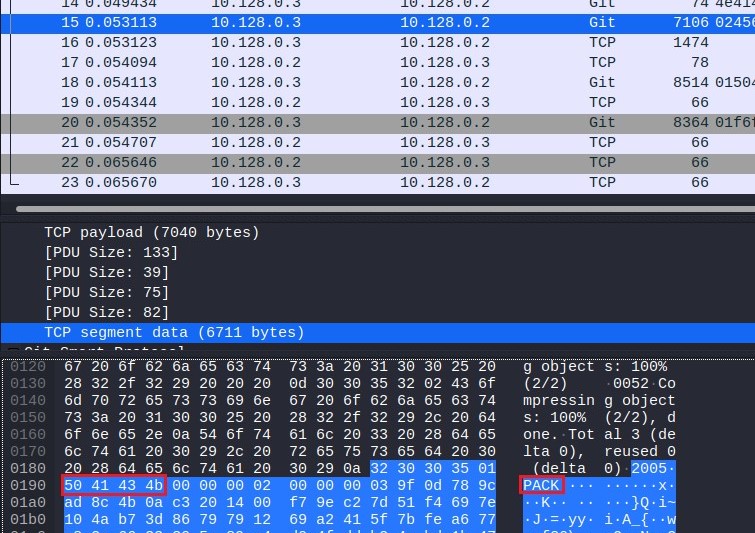 14 0.049434 10.128.0.3 10.128.0.2 Git 74 4e414
15 0.053113 10.128.0.3 10.128.0.2 Git 7106 02456
16 0.053123 10.128.0.3 10.128.0.2 TCP 1474
17 0.054094 10.128.0.2 10.128.0.3 TCP 78
18 0.054113 10.128.0.3 10.128.0.2 Git 8514 01504
19 0.054344 10.128.0.2 10.128.0.3 TCP 66
20 0.054352 10.128.0.3 10.128.0.2 Git 8364 01f6f
21 0.054707 10.128.0.2 10.128.0.3 TCP 66
22 0.065646 10.128.0.2 10.128.0.3 TCP 66
23 0.065670 10.128.0.3 10.128.0.2 TCP 66
TCP payload (7040 bytes)
[PDU Size: 133]
[PDU Size: 39]
[PDU Size: 75]
[PDU Size: 82]
TCP segment data (6711 bytes)
Git Smart Protocol
0120 67 20 6f 62 6a 65 63 74 73 3a 20 31 30 30 25 20 g object s: 100%
0130 28 32 2f 32 29 20 20 20 0d 30 30 35 32 02 43 6f (2/2) ·0052·Co
0140 6d 70 72 65 73 73 69 6e 67 20 6f 62 6a 65 63 74 mpressin g object
0150 73 3a 20 31 30 30 25 20 28 32 2f 32 29 2c 20 64 s: 100% (2/2), d
0160 6f 6e 65 2e 0a 54 6f 74 61 6c 20 33 20 28 64 65 one.·Tot al 3 (de
0170 6c 74 61 20 30 29 2c 20 72 65 75 73 65 64 20 30 lta 0), reused 0
0180 20 28 64 65 6c 74 61 20 30 29 0a 32 30 30 35 01 (delta 0)·2005·
0190 50 41 43 4b 00 00 00 02 00 00 00 03 9f 0d 78 9c PACK···· ······x·
01a0 ad 8c 4b 0a c3 20 14 00 f7 9e c2 7d 51 f4 69 7e ··K·· ·· ···}Q·i~
01b0 10 4a b7 3d 86 79 79 12 69 a2 41 5f 7b fe a6 77 ·J·=·yy· i·A_{··w